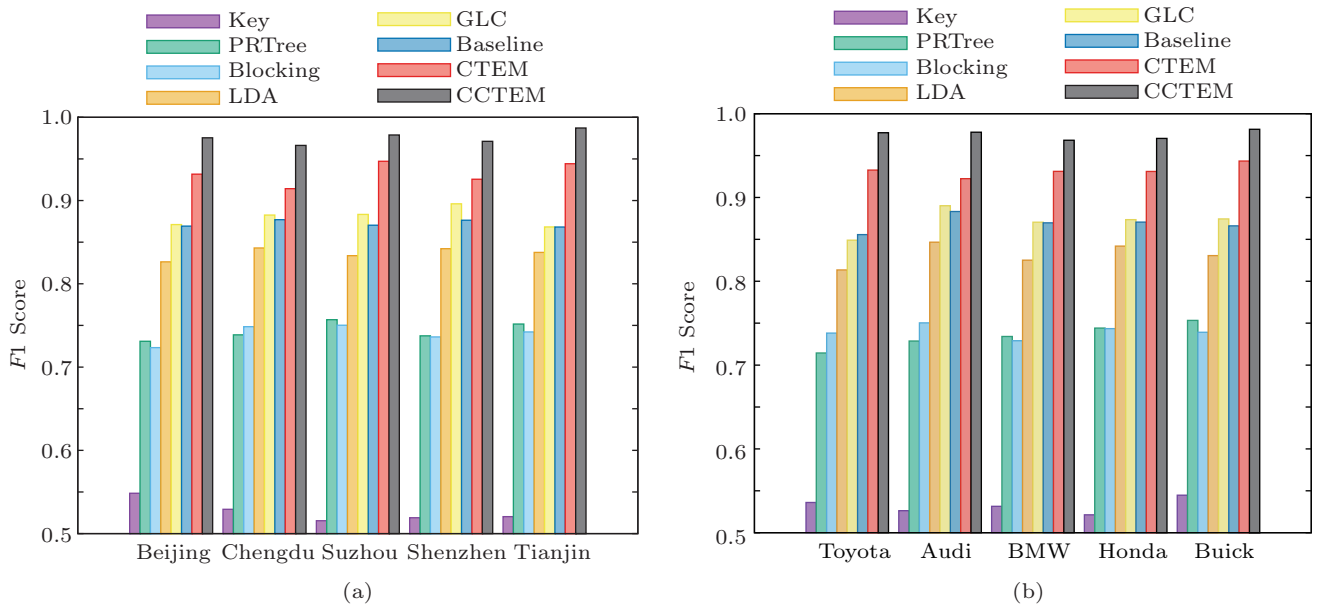 Key
PRTree
Blocking
LDA
GLC
Baseline
CTEM
CCTEM
F1 Score
1.0
0.9
0.8
0.7
0.6
0.5
Beijing Chengdu Suzhou Shenzhen Tianjin
(a)
Key
PRTree
Blocking
LDA
GLC
Baseline
CTEM
CCTEM
F1 Score
1.0
0.9
0.8
0.7
0.6
0.5
Toyota Audi BMW Honda Buick
(b)